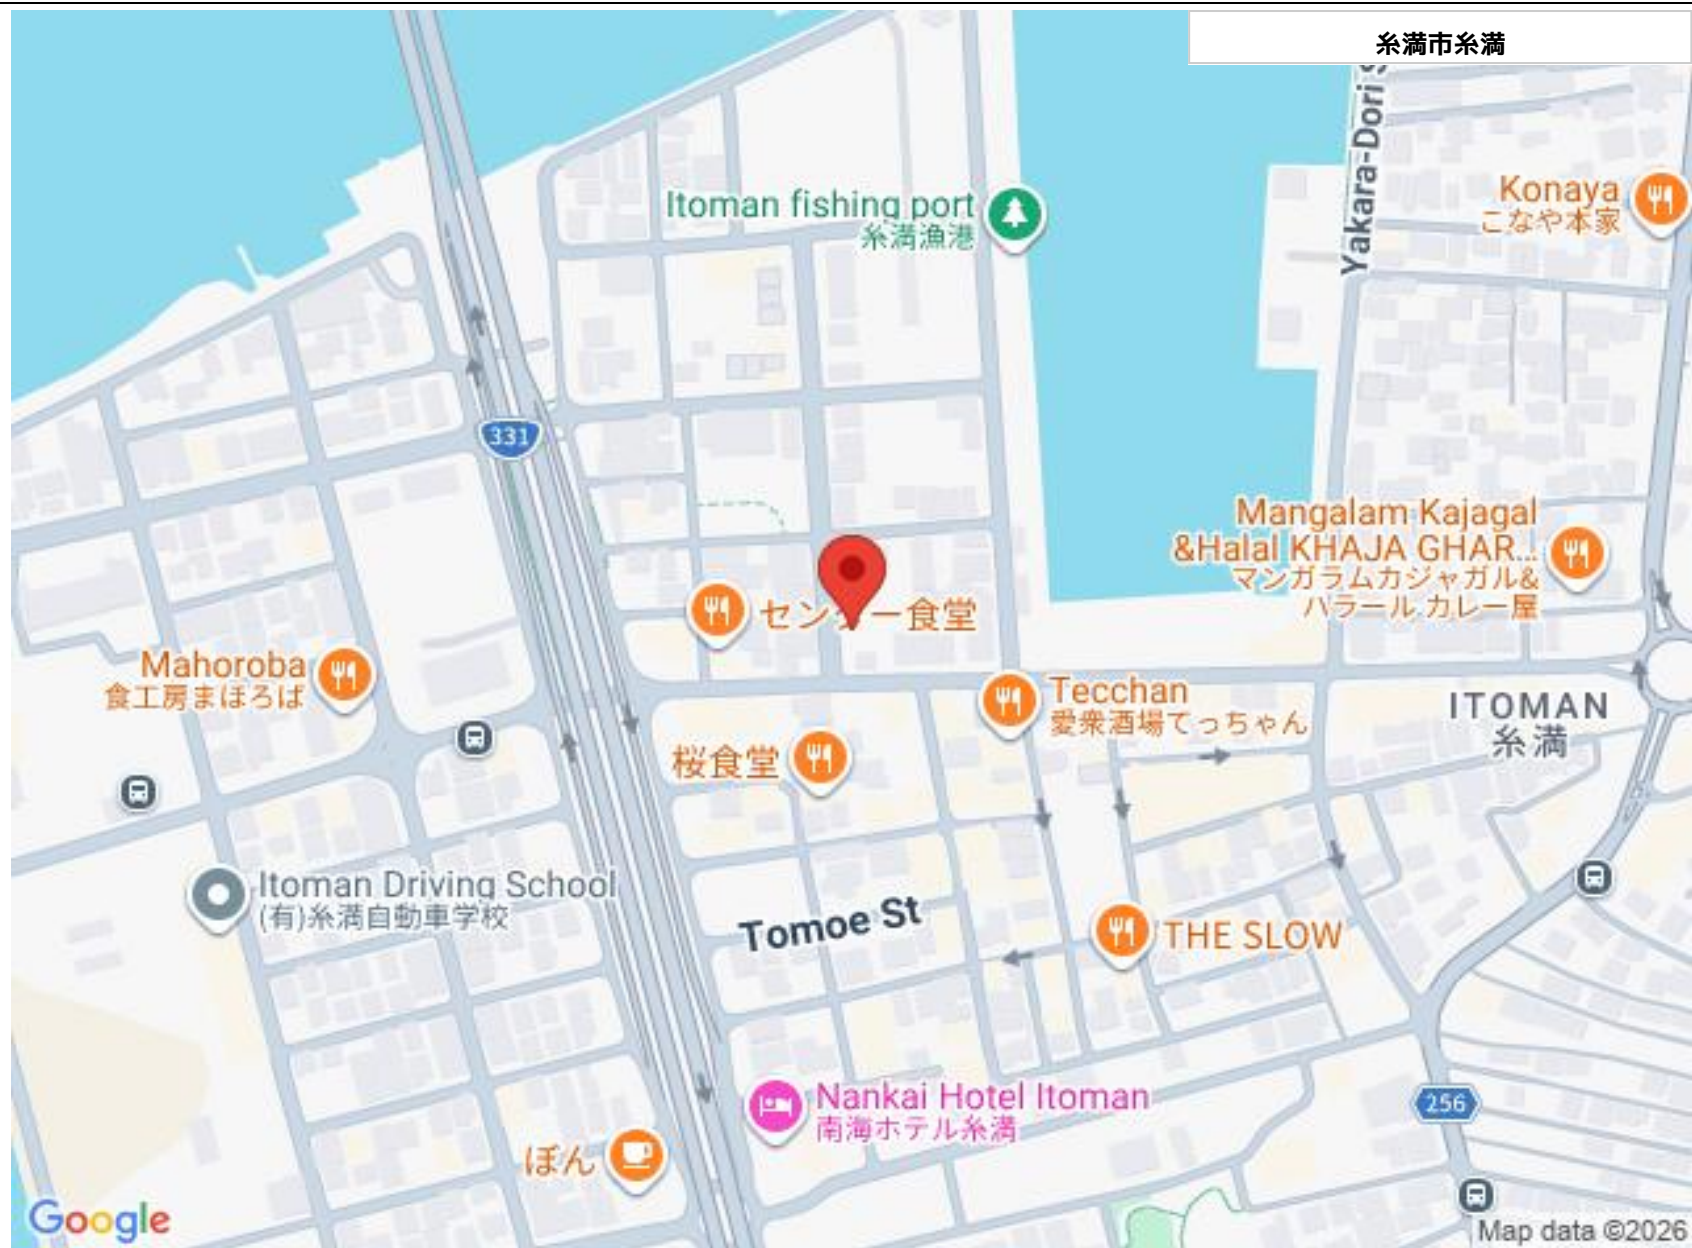 糸満市糸満
Yakara-Dori S
Itoman fishing port
糸満漁港
Konaya
こなや本家
331
Mangalam Kajagal
&Halal KHAJA GHAR...
マンガラムカジャガル&
ハラール カレー屋
センター食堂
Mahoroba
食工房まほろば
Tecchan
愛衆酒場てっちゃん
ITOMAN
糸満
桜食堂
Itoman Driving School
(有)糸満自動車学校
Tomoe St
THE SLOW
Nankai Hotel Itoman
南海ホテル糸満
256
ぼん
Google
Map data ©2026